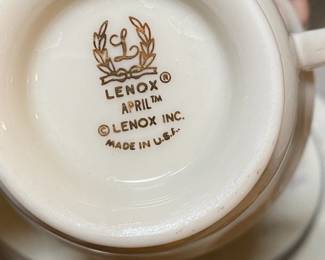 L
LENOX®
APRIL™
© LENOX INC.
MADE IN U.S.A.